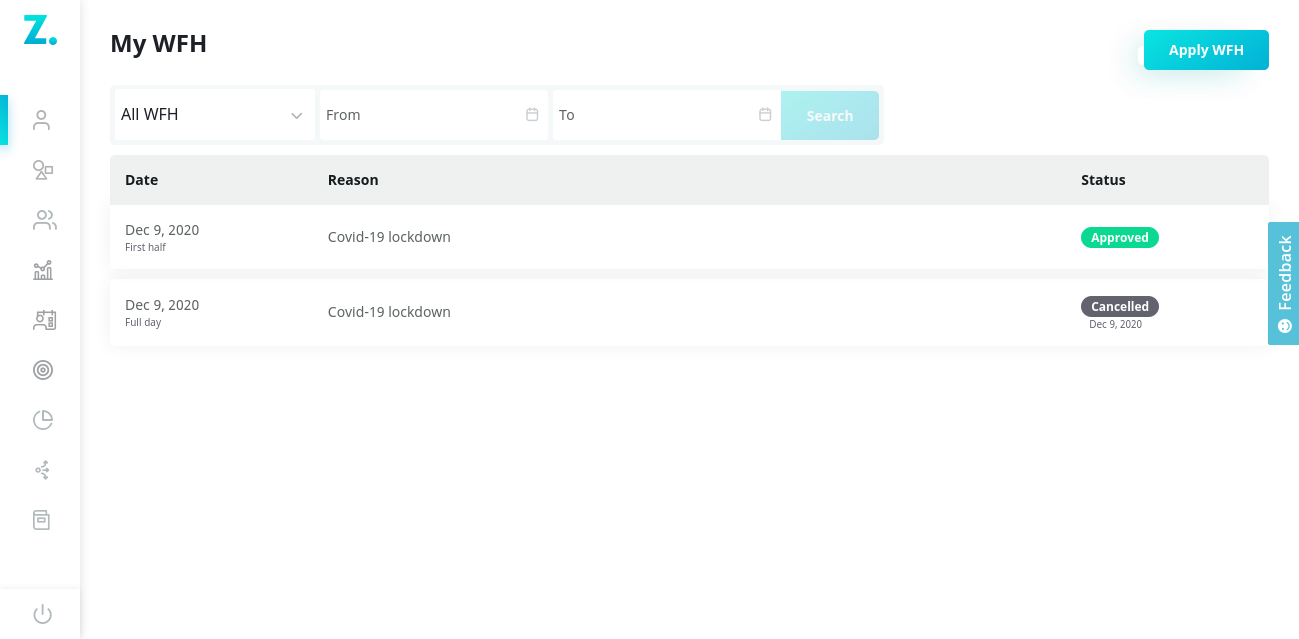 Z.
My WFH
Apply WFH
All WFH
From
To
Search
Date
Reason
Status
Dec 9, 2020
First half
Covid-19 lockdown
Approved
Dec 9, 2020
Full day
Covid-19 lockdown
Cancelled
Dec 9, 2020
Feedback